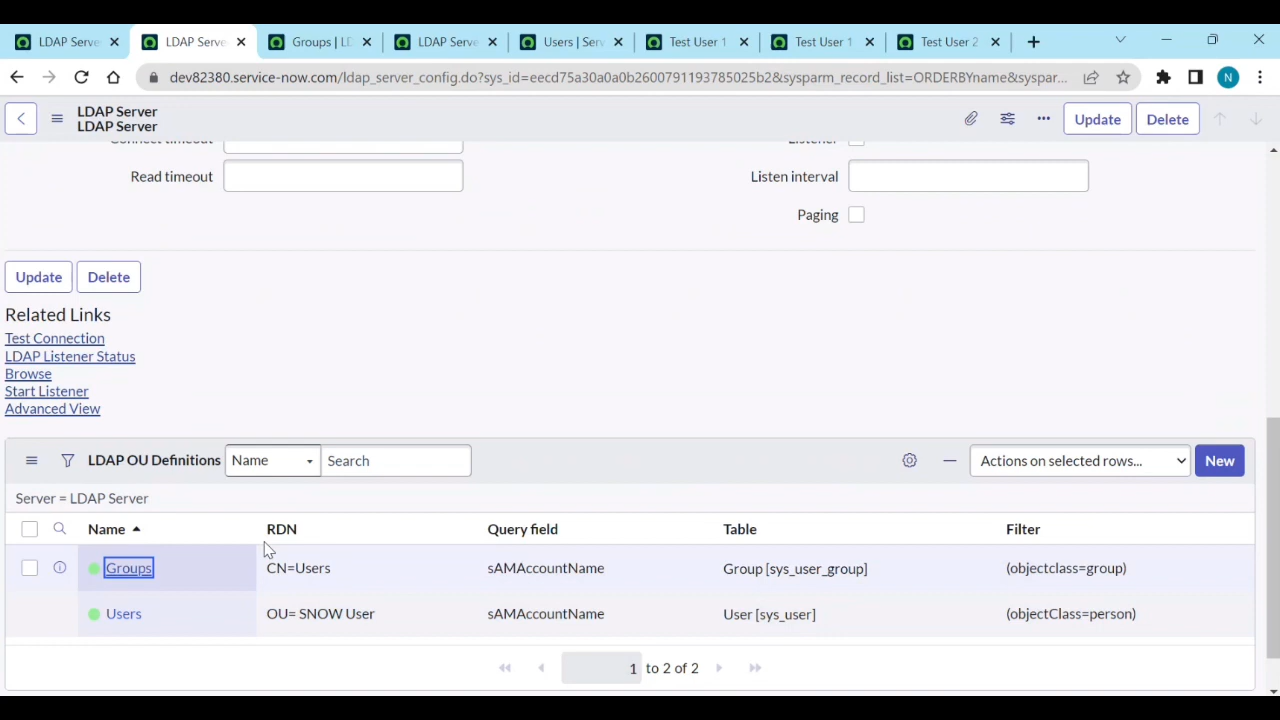 LDAP Serve
LDAP Serve
Groups | LD
LDAP Serve
Users | Serv
Test User 1
Test User 1
Test User 2
dev82380.service-now.com/ldap_server_config.do?sys_id=eecd75a30a0a0b2600791193785025b2&sysparm_record_list=ORDERBYname&syspar...
N
LDAP Server
LDAP Server
Update
Delete
Connect timeout
Listener
Read timeout
Listen interval
Paging
Update
Delete
Related Links
Test Connection
LDAP Listener Status
Browse
Start Listener
Advanced View
LDAP OU Definitions
Name
Search
Actions on selected rows...
New
Server = LDAP Server
Name RDN Query field Table Filter
Groups CN=Users sAMAccountName Group [sys_user_group] (objectclass=group)
Users OU= SNOW User sAMAccountName User [sys_user] (objectClass=person)
1 to 2 of 2